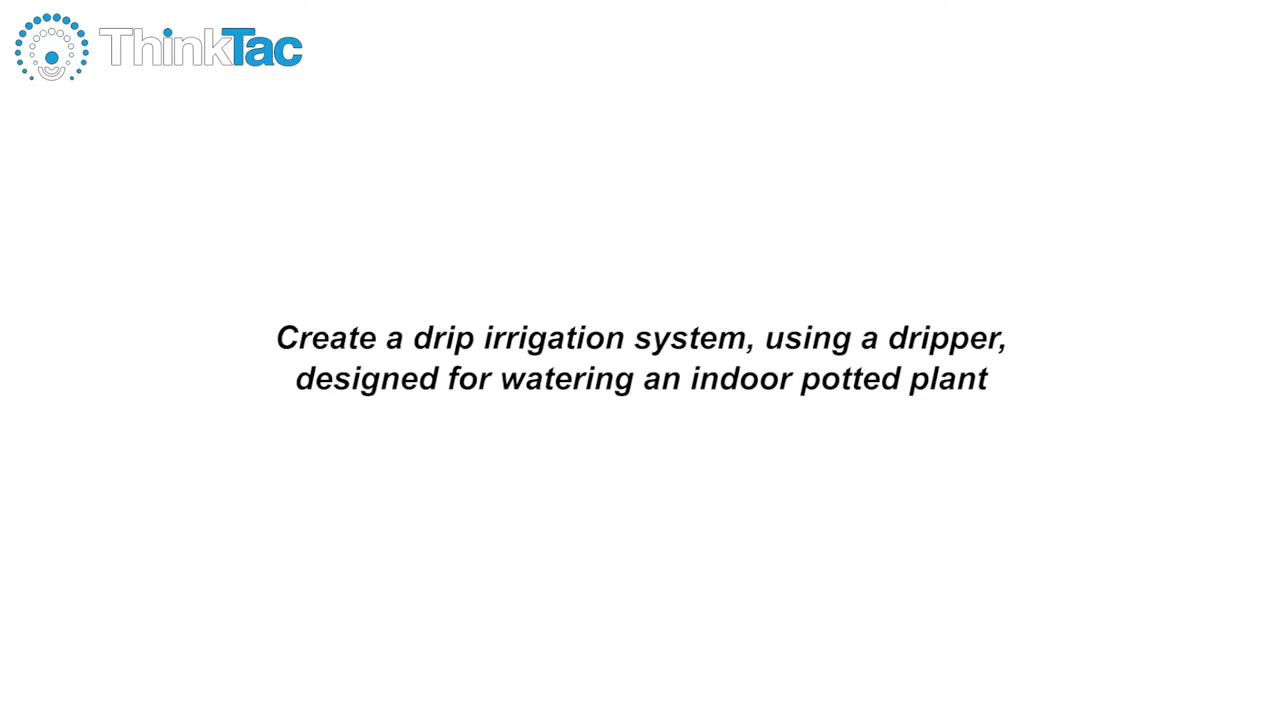 ThinkTac
Create a drip irrigation system, using a dripper,
designed for watering an indoor potted plant